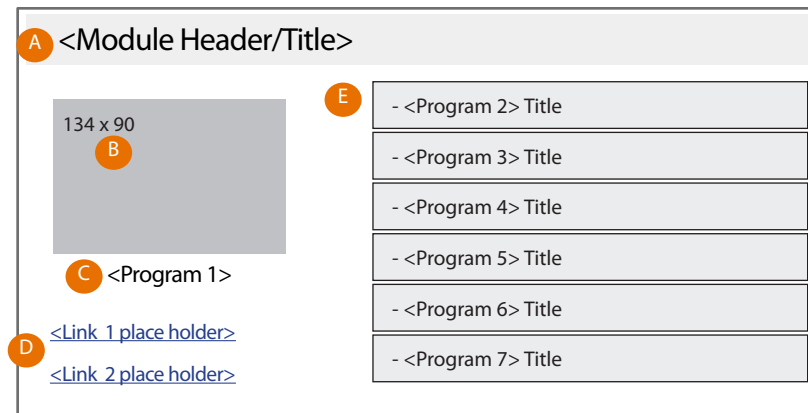 A <Module Header/Title>
134 x 90
B
C <Program 1>
D
<Link 1 place holder>
<Link 2 place holder>
E
- <Program 2> Title
- <Program 3> Title
- <Program 4> Title
- <Program 5> Title
- <Program 6> Title
- <Program 7> Title